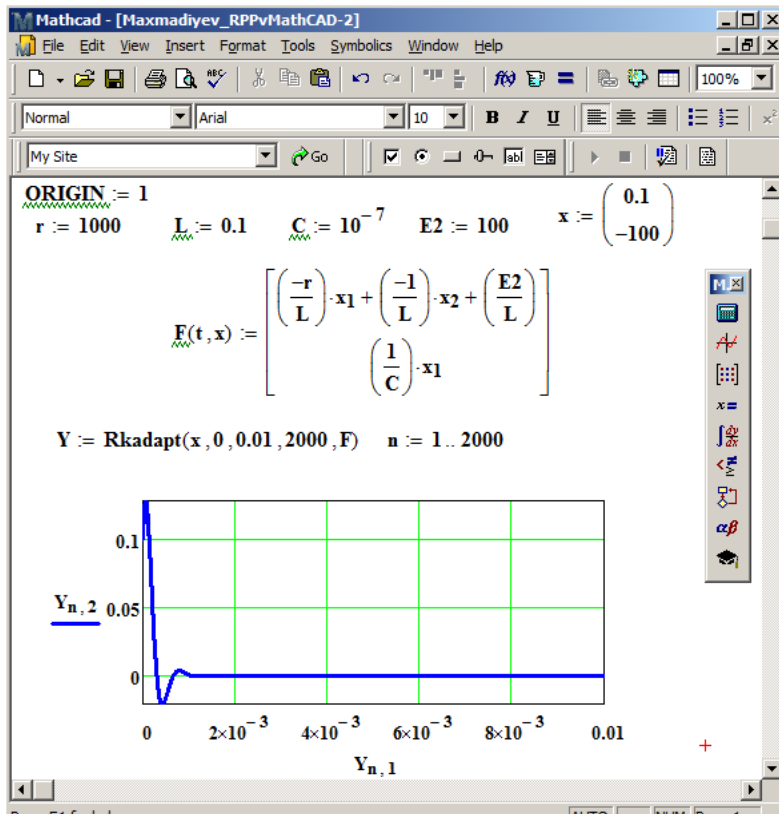 Mathcad - [Maxmadiyev_RPPvMathCAD-2]
File Edit View Insert Format Tools Symbolics Window Help
100%
Normal Arial 10 B I U
My Site Go
ORIGIN := 1
r := 1000 L := 0.1 C := 10^-7 E2 := 100 x := (0.1 -100)
F(t,x) := [(-r/L)·x1 + (-1/L)·x2 + (E2/L)
(1/C)·x1]
Y := Rkadapt(x,0,0.01,2000,F) n := 1..2000
0.1
Yn,2 0.05
0
0 2×10^-3 4×10^-3 6×10^-3 8×10^-3 0.01
Yn,1